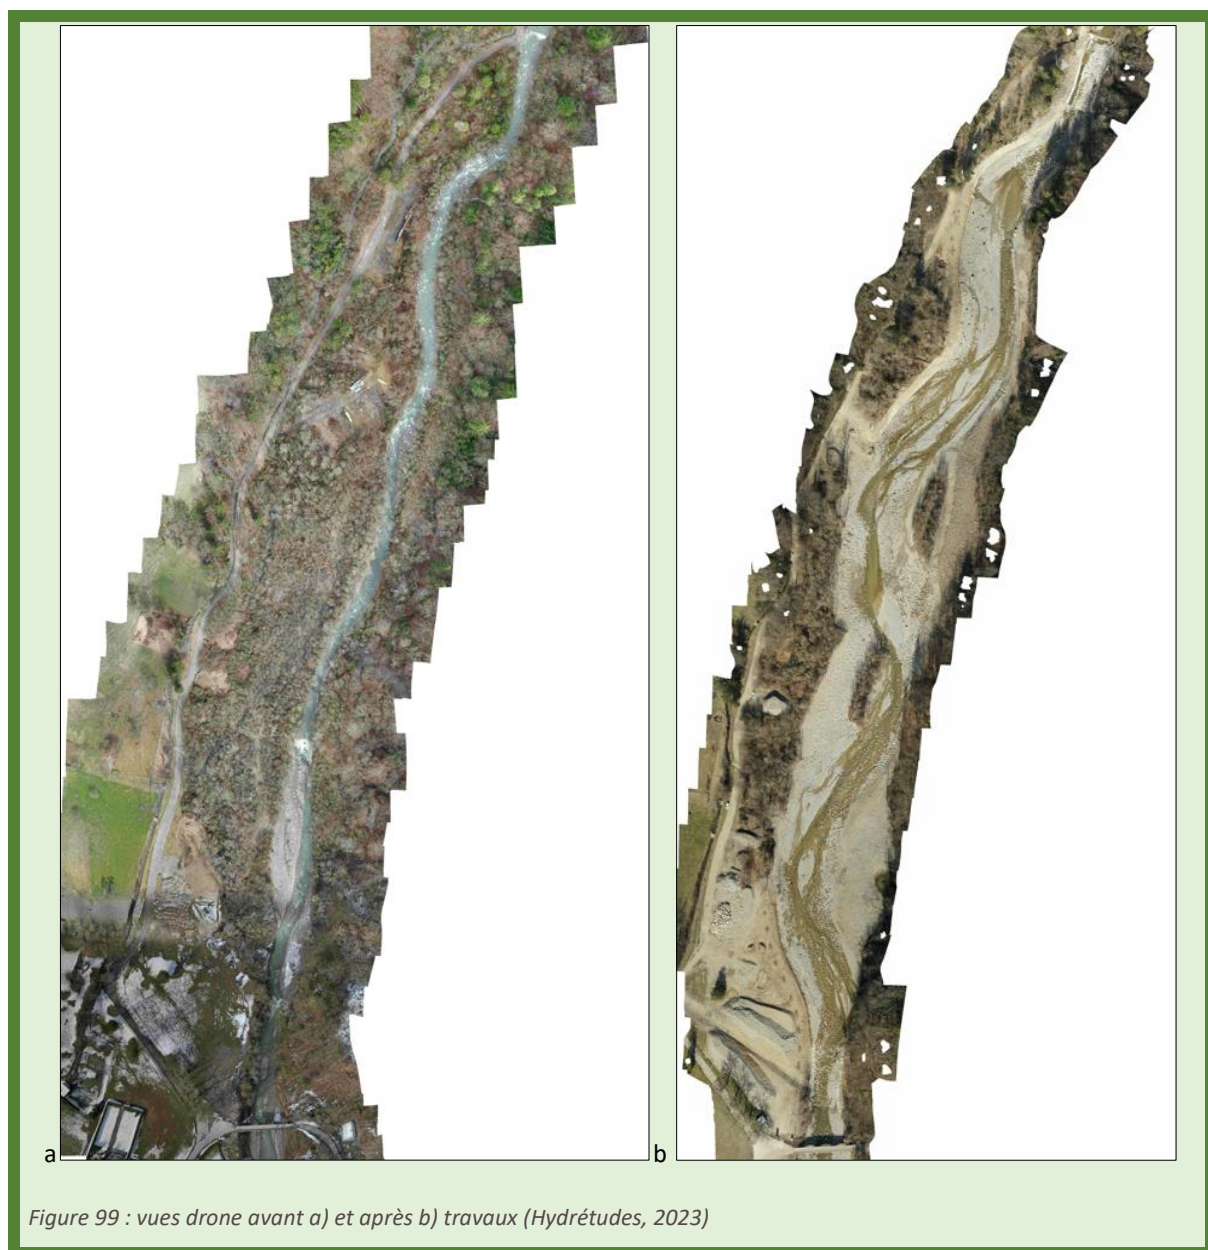 a
b
Figure 99 : vues drone avant a) et après b) travaux (Hydrétudes, 2023)